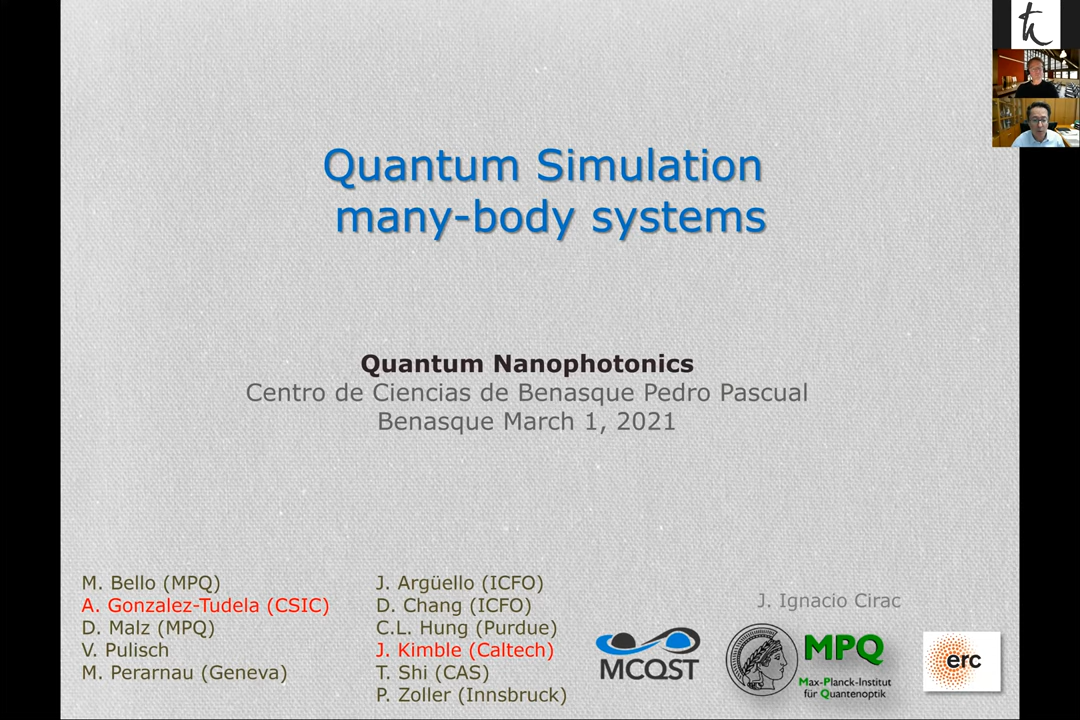 Quantum Simulation
many-body systems
Quantum Nanophotonics
Centro de Ciencias de Benasque Pedro Pascual
Benasque March 1, 2021
M. Bello (MPQ)
A. Gonzalez-Tudela (CSIC)
D. Malz (MPQ)
V. Pulisch
M. Perarnau (Geneva)
J. Argüello (ICFO)
D. Chang (ICFO)
C.L. Hung (Purdue)
J. Kimble (Caltech)
T. Shi (CAS)
P. Zoller (Innsbruck)
J. Ignacio Cirac
MCQST
MPQ
Max-Planck-Institut
für Quantenoptik
erc